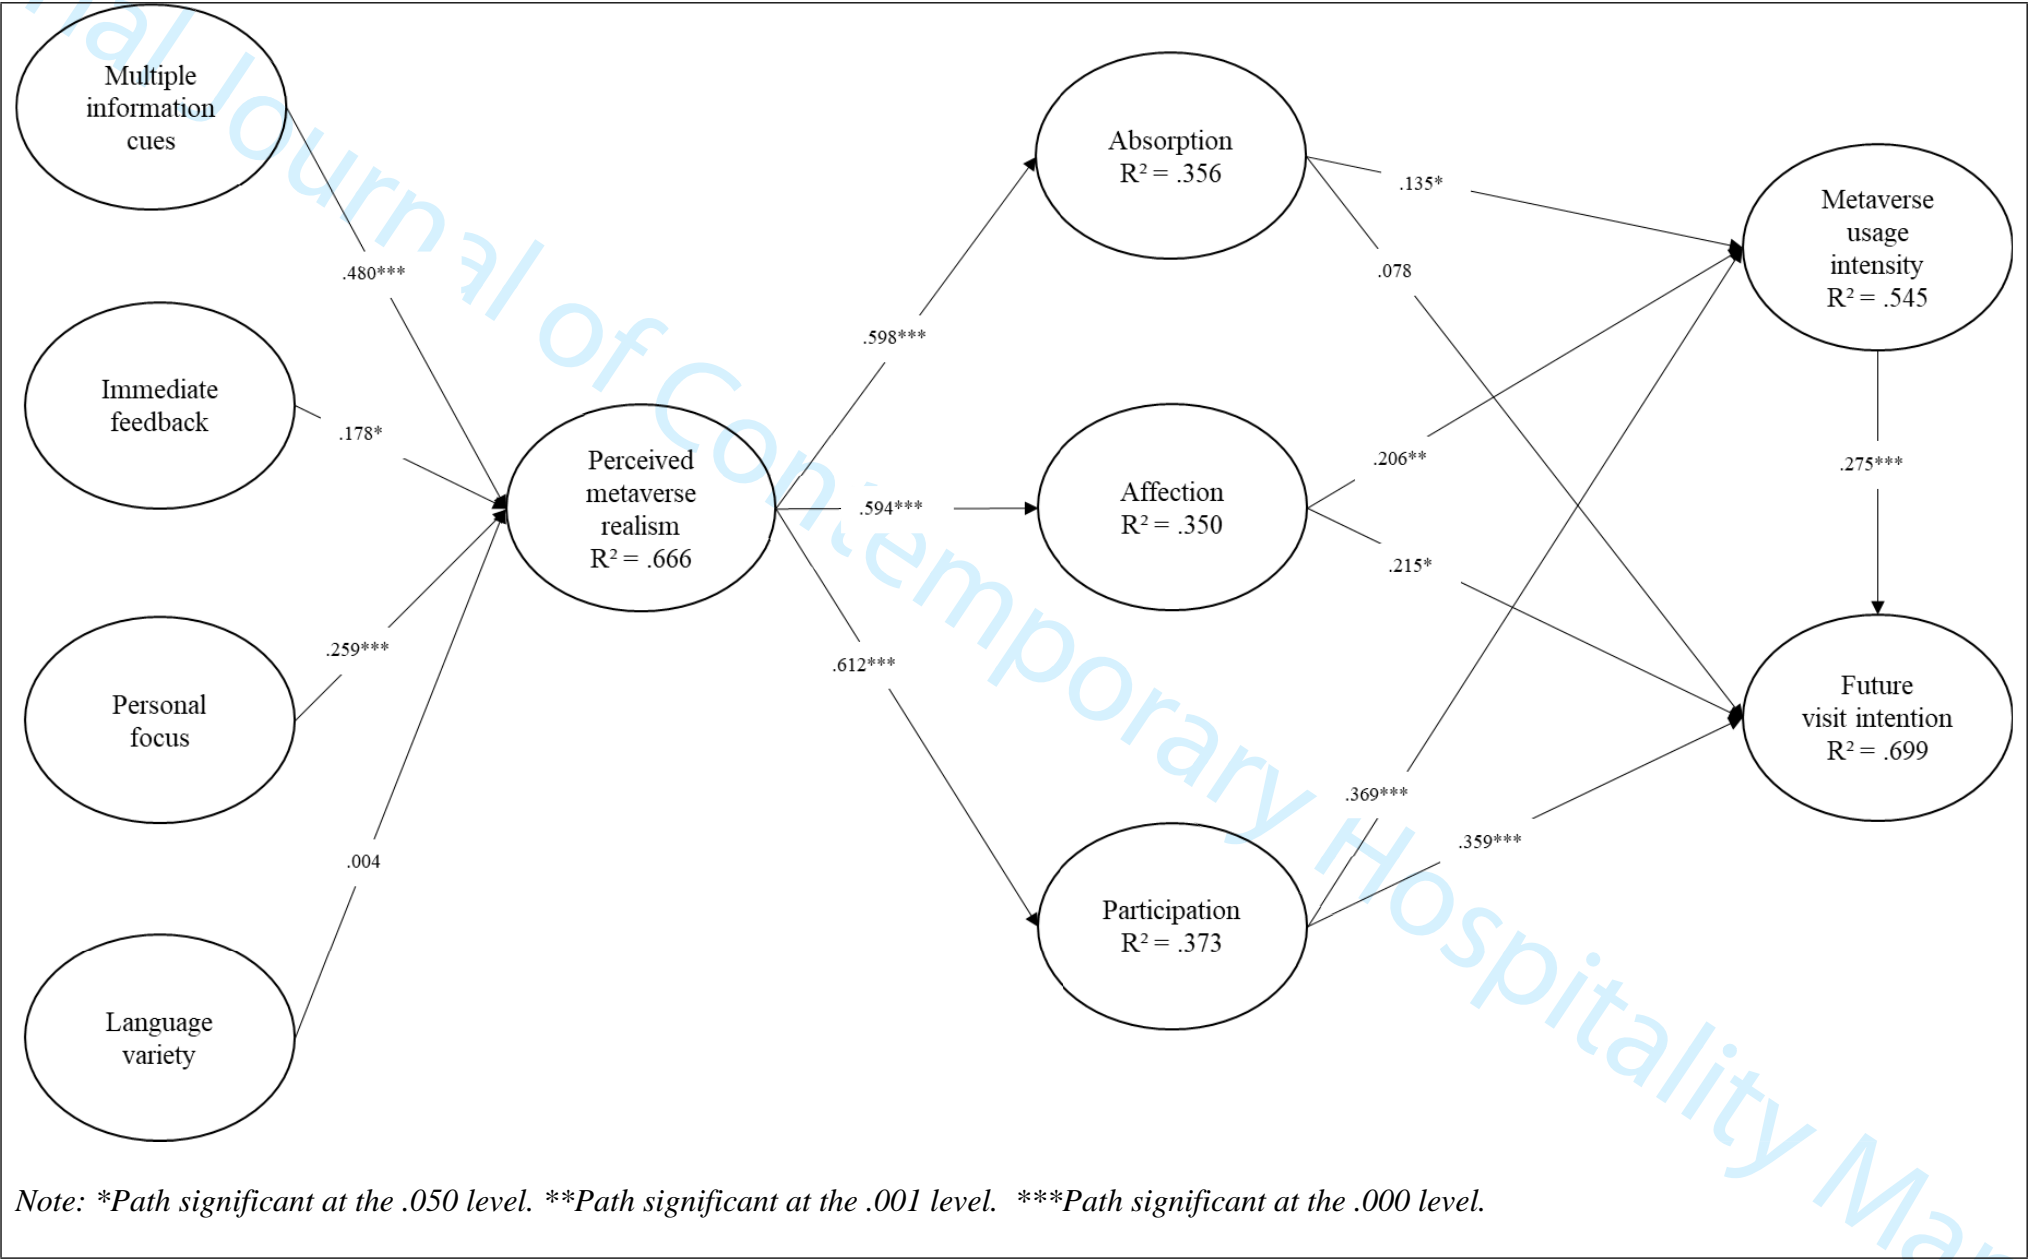 Multiple
information
cues
.480***
Immediate
feedback
.178*
Personal
focus
.259***
Language
variety
.004
Perceived
metaverse
realism
R² = .666
.598***
.594***
.612***
Absorption
R² = .356
Affection
R² = .350
Participation
R² = .373
.135*
.078
.206**
.215*
.369***
.359***
Metaverse
usage
intensity
R² = .545
.275***
Future
visit intention
R² = .699
Note: *Path significant at the .050 level. **Path significant at the .001 level. ***Path significant at the .000 level.
nal Journal of Contemporary Hospitality Man